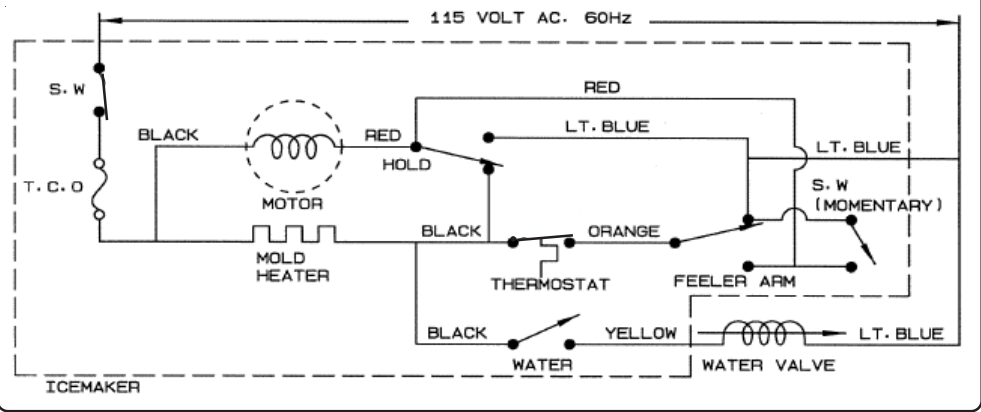 115 VOLT AC. 60Hz
S.W
RED
BLACK
RED
LT.BLUE
LT.BLUE
HOLD
T.C.O
S.W
(MOMENTARY)
MOTOR
BLACK
ORANGE
MOLD
HEATER
THERMOSTAT
FEELER ARM
BLACK
YELLOW
LT.BLUE
WATER
WATER VALVE
ICEMAKER